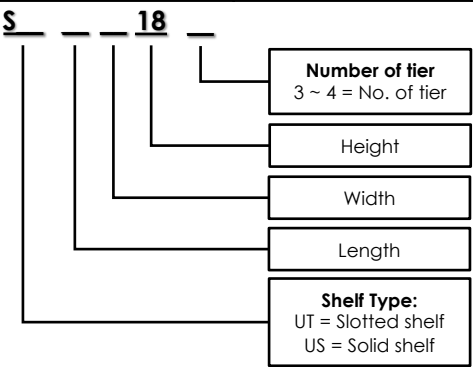 S__ _ _ 18 _
Number of tier
3 ~ 4 = No. of tier
Height
Width
Length
Shelf Type:
UT = Slotted shelf
US = Solid shelf